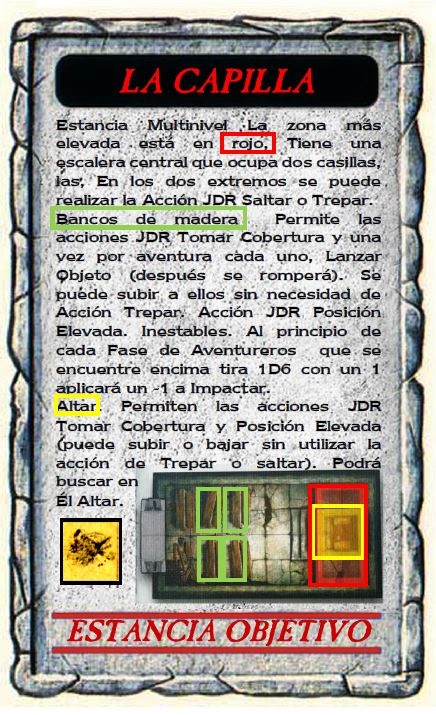 LA CAPILLA
Estancia Multinivel La zona más
elevada está en rojo, Tiene una
escalera central que ocupa dos casillas,
las, En los dos extremos se puede
realizar la Acción JDR Saltar o Trepar.
Bancos de madera. Permite las
acciones JDR Tomar Cobertura y una
vez por aventura cada uno, Lanzar
Objeto (después se romperá). Se
puede subir a ellos sin necesidad de
Acción Trepar. Acción JDR Posición
Elevada. Inestables. Al principio de
cada Fase de Aventureros que se
encuentre encima tira 1D6 con un 1
aplicará un -1 a Impactar.
Altar. Permiten las acciones JDR
Tomar Cobertura y Posición Elevada
(puede subir o bajar sin utilizar la
acción de Trepar o saltar). Podrá
buscar en
Él Altar.
ESTANCIA OBJETIVO